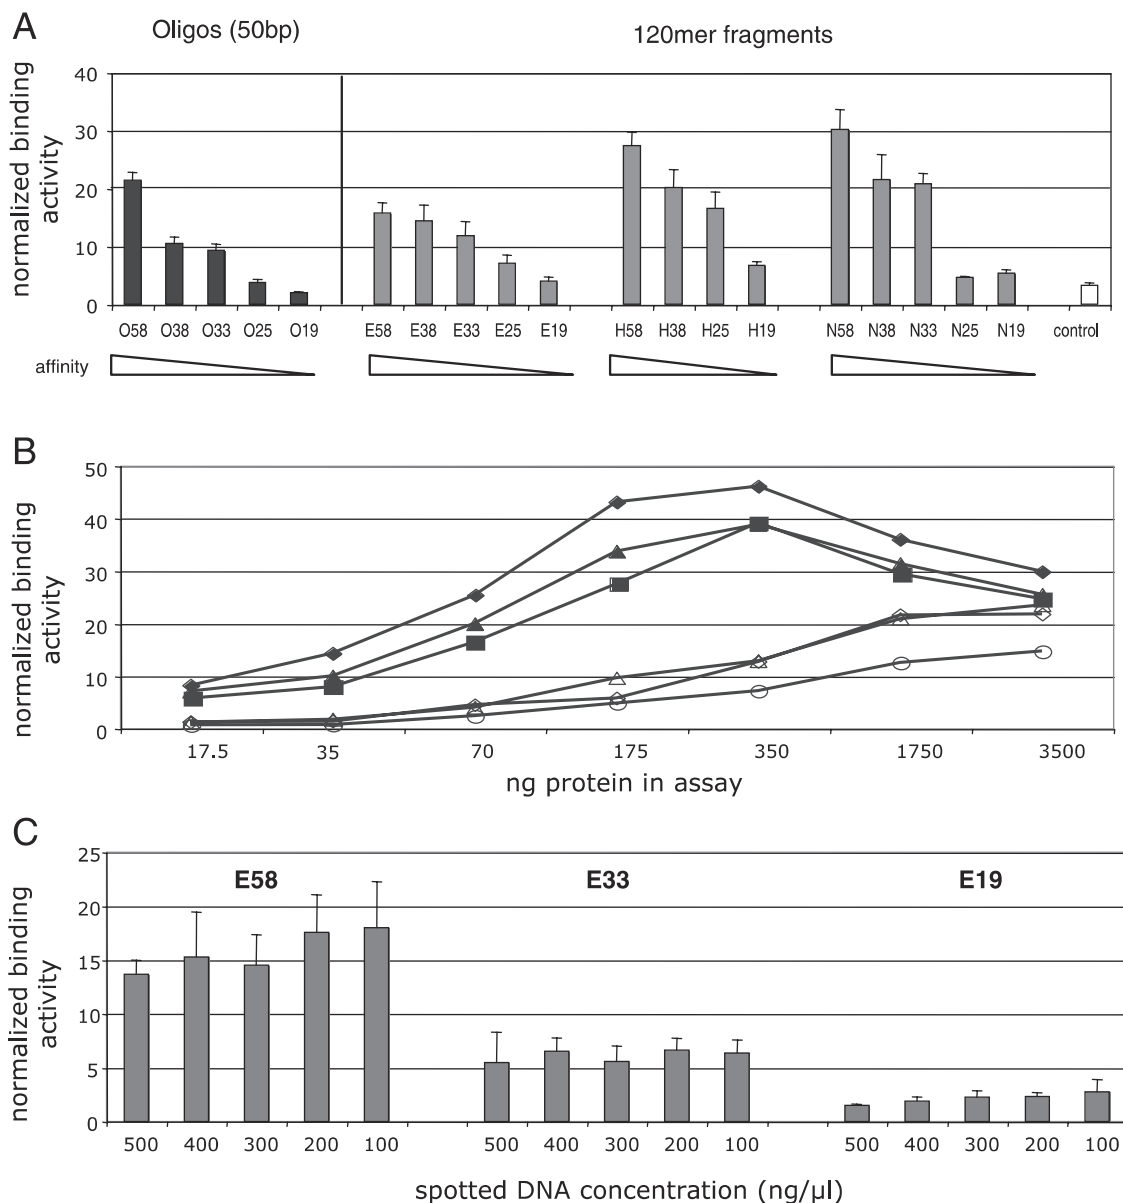 A
Oligos (50bp)
120mer fragments
normalized binding
activity
40
30
20
10
0
O58 O38 O33 O25 O19 E58 E38 E33 E25 E19 H58 H38 H25 H19 N58 N38 N33 N25 N19 control
affinity
B
normalized binding
activity
50
40
30
20
10
0
17.5 35 70 175 350 1750 3500
ng protein in assay
C
normalized binding
activity
25
20
15
10
5
0
E58 E33 E19
500 400 300 200 100 500 400 300 200 100 500 400 300 200 100
spotted DNA concentration (ng/µl)